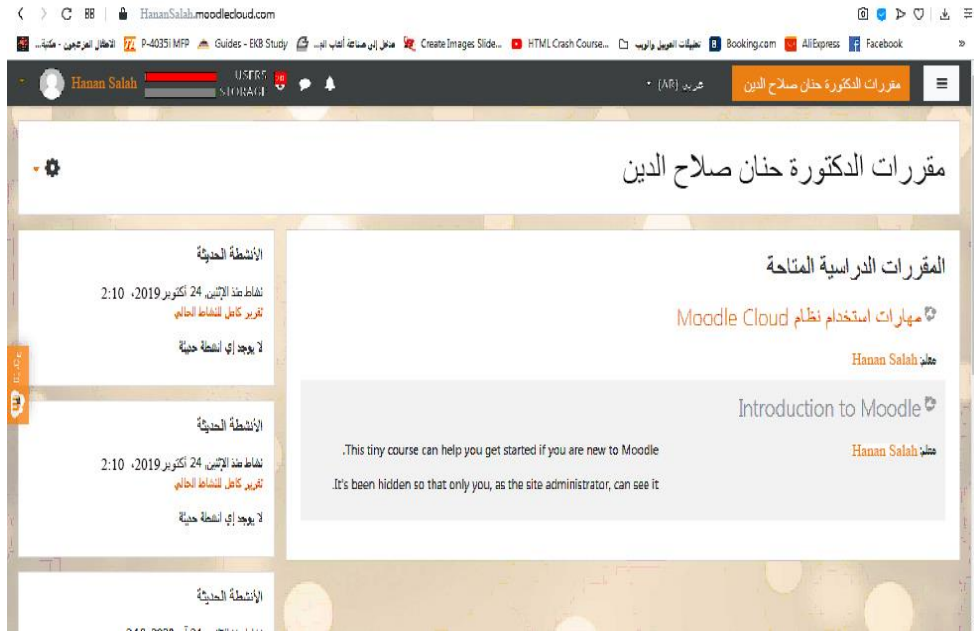 HananSalah.moodlecloud.com
P-4035i MFP
Guides - EKB Study
Create Images Slide...
HTML Crash Course...
Booking.com
AliExpress
Facebook
مقررات الدكتورة حنان صلاح الدين
(AR)
USERS
STORAGE
Hanan Salah
مقررات الدكتورة حنان صلاح الدين
المقررات الدراسية المتاحة
مهارات استخدام نظام Moodle Cloud
معلم: Hanan Salah
Introduction to Moodle
معلم: Hanan Salah
This tiny course can help you get started if you are new to Moodle.
It's been hidden so that only you, as the site administrator, can see it.
الأنشطة الحديثة
نشاط منذ الإثنين, 24 أكتوبر 2019، 2:10
تقرير كامل للنشاط الحالي
لا يوجد إي انشطة حديثة
الأنشطة الحديثة
نشاط منذ الإثنين, 24 أكتوبر 2019، 2:10
تقرير كامل للنشاط الحالي
لا يوجد إي انشطة حديثة
الأنشطة الحديثة